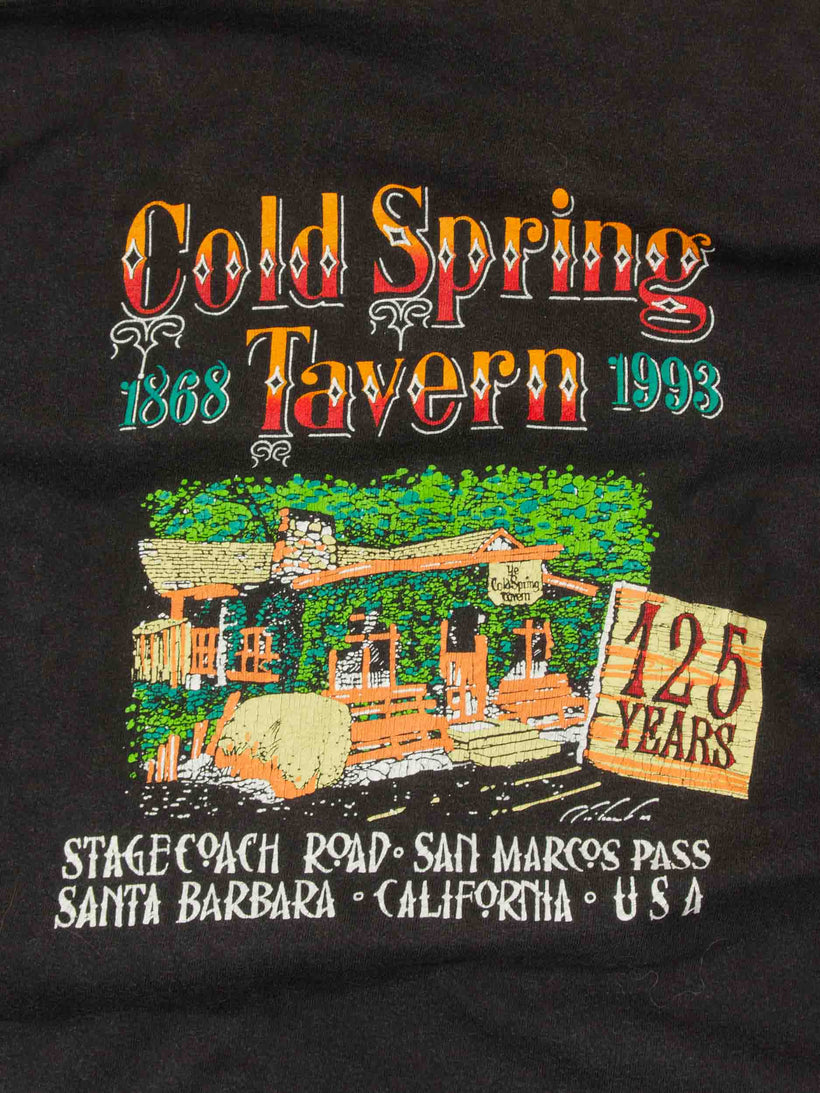 Cold Spring
1868 Tavern 1993
Ye
Cold Spring
Tavern
125
YEARS
STAGECOACH ROAD • SAN MARCOS PASS
SANTA BARBARA • CALIFORNIA • USA